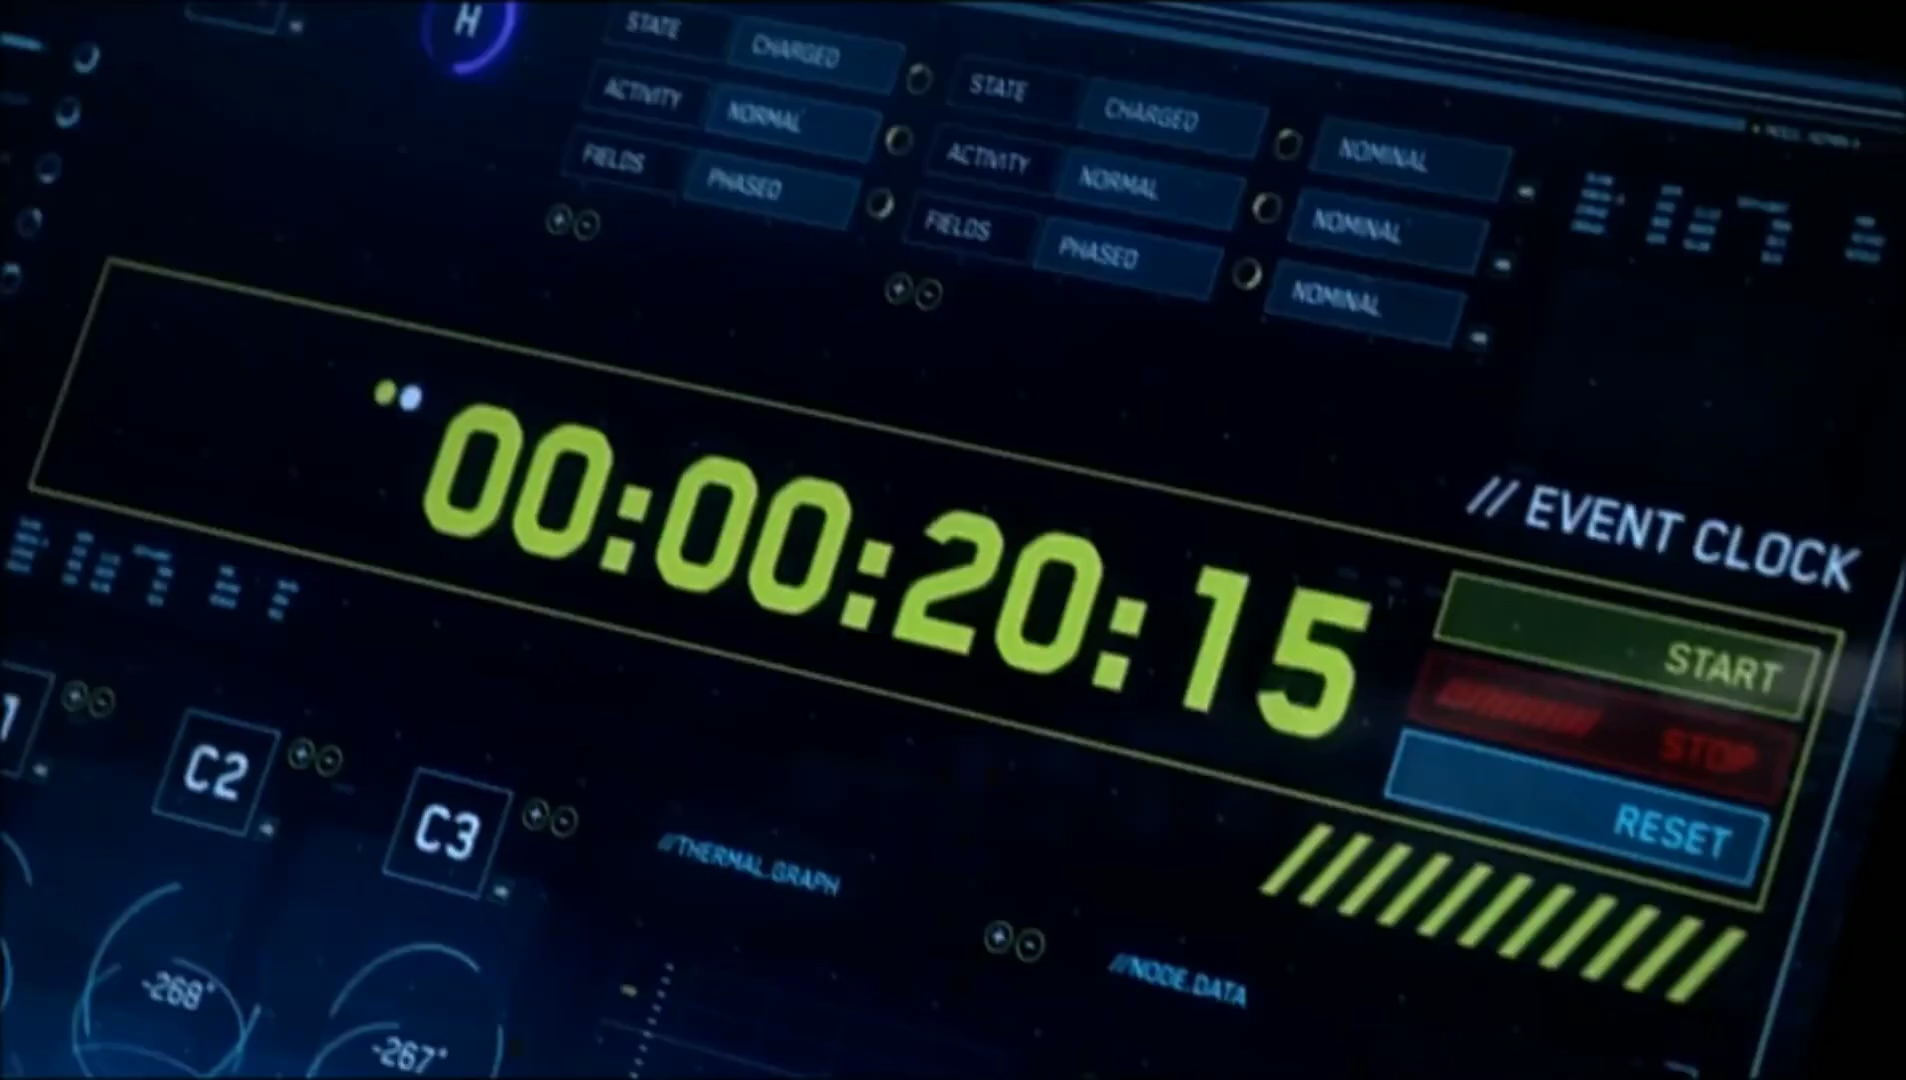 H
STATE CHARGED
ACTIVITY NORMAL
FIELDS PHASED
STATE CHARGED NOMINAL
ACTIVITY NORMAL NOMINAL
FIELDS PHASED NOMINAL
// EVENT CLOCK
00:00:20:15
START
STOP
RESET
1
C2
C3
//THERMAL.GRAPH
//NODE.DATA
-268°
-267°